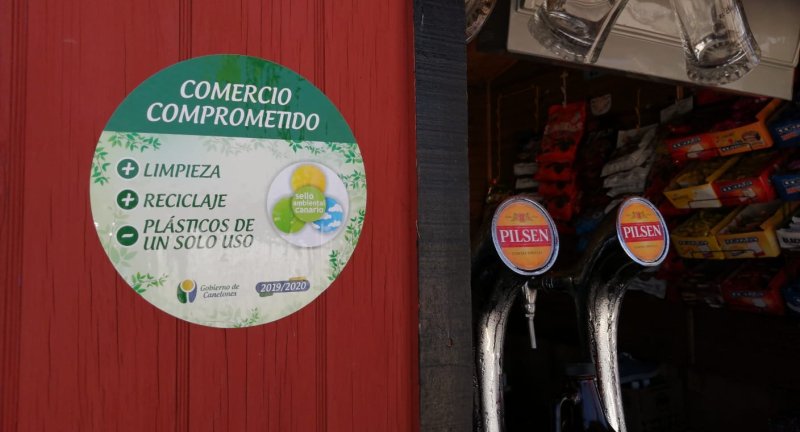 COMERCIO
COMPROMETIDO
+ LIMPIEZA
+ RECICLAJE
- PLÁSTICOS DE
UN SOLO USO
sello
ambiental
canario
Gobierno de
Canelones
2019/2020
PILSEN
PILSEN